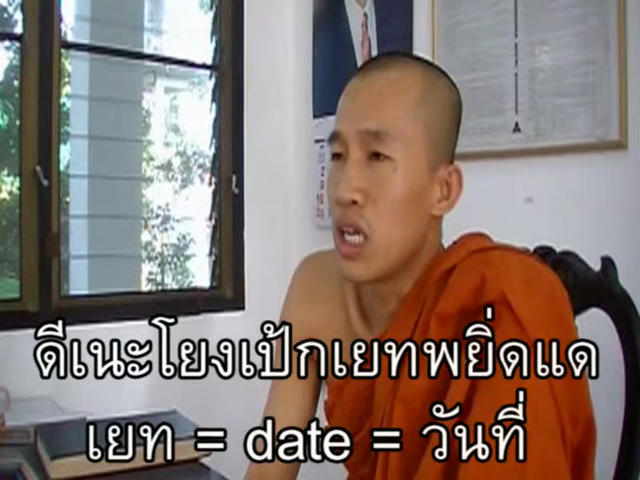 ดีเนะโยงเป้กเยทพยิ่ดแด
เยท = date = วันที่